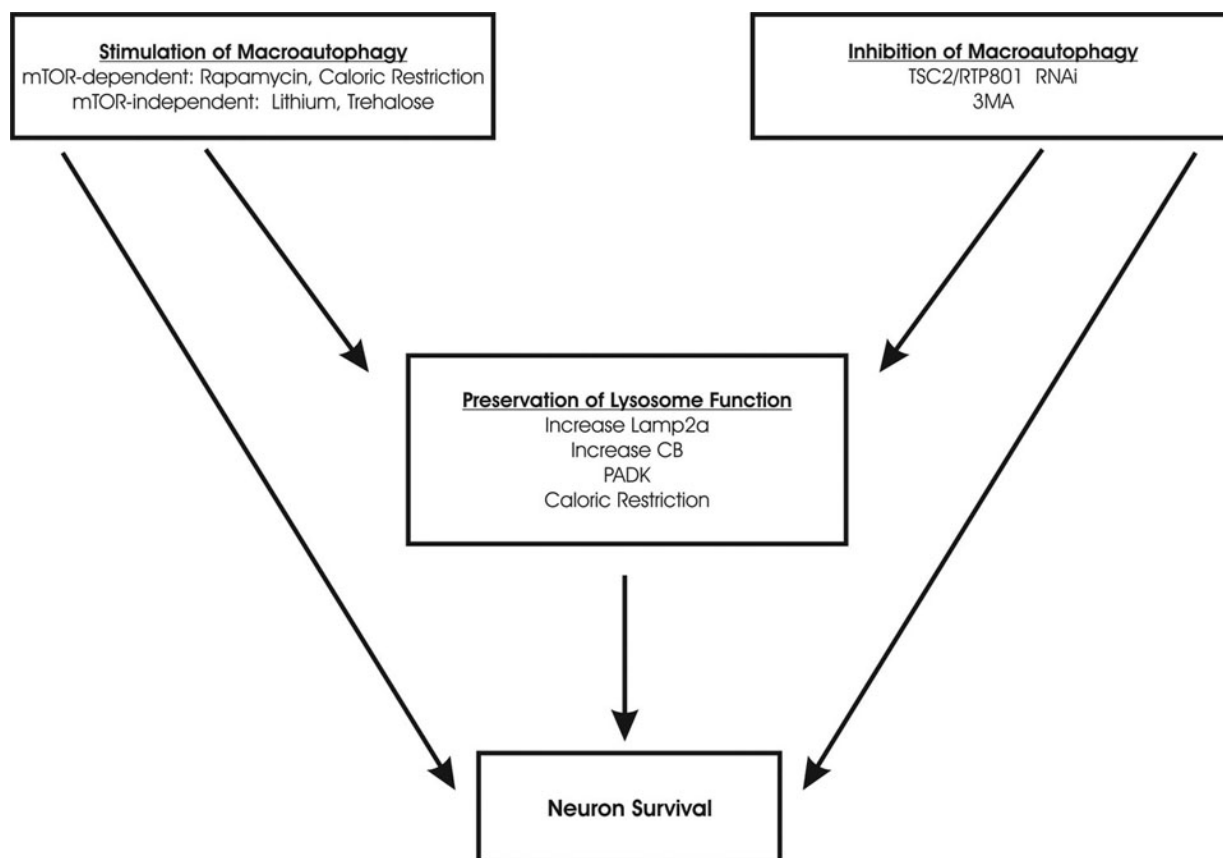 Stimulation of Macroautophagy
mTOR-dependent: Rapamycin, Caloric Restriction
mTOR-independent: Lithium, Trehalose
Inhibition of Macroautophagy
TSC2/RTP801 RNAi
3MA
Preservation of Lysosome Function
Increase Lamp2a
Increase CB
PADK
Caloric Restriction
Neuron Survival